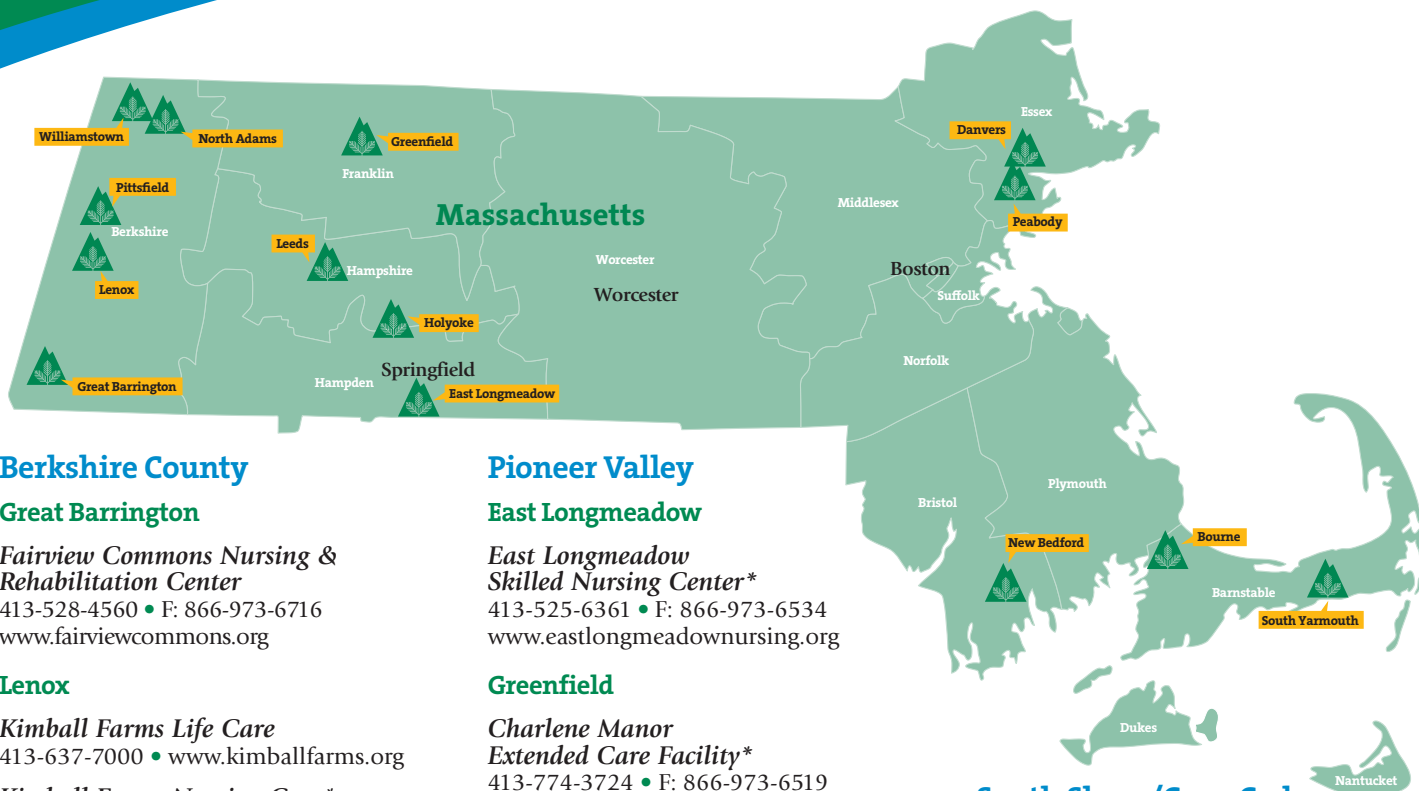 Essex
Danvers
Williamstown
North Adams
Greenfield
Franklin
Pittsfield
Middlesex
Massachusetts
Peabody
Berkshire
Leeds
Hampshire
Worcester
Boston
Lenox
Worcester
Suffolk
Holyoke
Norfolk
Springfield
Hampden
Great Barrington
East Longmeadow
Plymouth
Bristol
New Bedford
Bourne
Barnstable
South Yarmouth
Dukes
Nantucket
Berkshire County
Great Barrington
Fairview Commons Nursing &
Rehabilitation Center
413-528-4560 • F: 866-973-6716
www.fairviewcommons.org
Lenox
Kimball Farms Life Care
413-637-7000 • www.kimballfarms.org
Pioneer Valley
East Longmeadow
East Longmeadow
Skilled Nursing Center*
413-525-6361 • F: 866-973-6534
www.eastlongmeadownursing.org
Greenfield
Charlene Manor
Extended Care Facility*
413-774-3724 • F: 866-973-6519